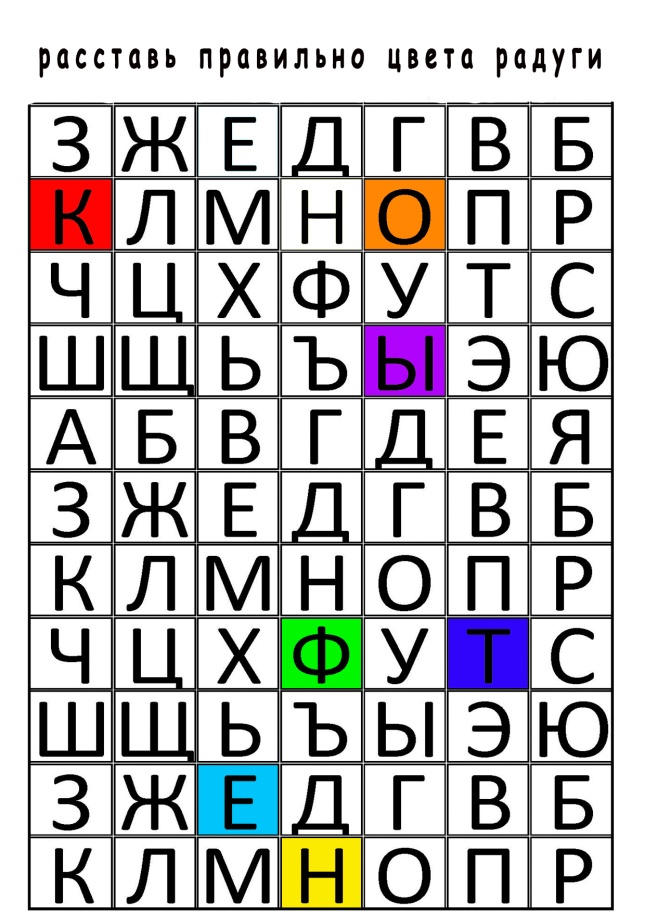 расставь правильно цвета радуги
З Ж Е Д Г В Б
К Л М Н О П Р
Ч Ц Х Ф У Т С
Ш Щ Ь Ъ Ы Э Ю
А Б В Г Д Е Я
З Ж Е Д Г В Б
К Л М Н О П Р
Ч Ц Х Ф У Т С
Ш Щ Ь Ъ Ы Э Ю
З Ж Е Д Г В Б
К Л М Н О П Р